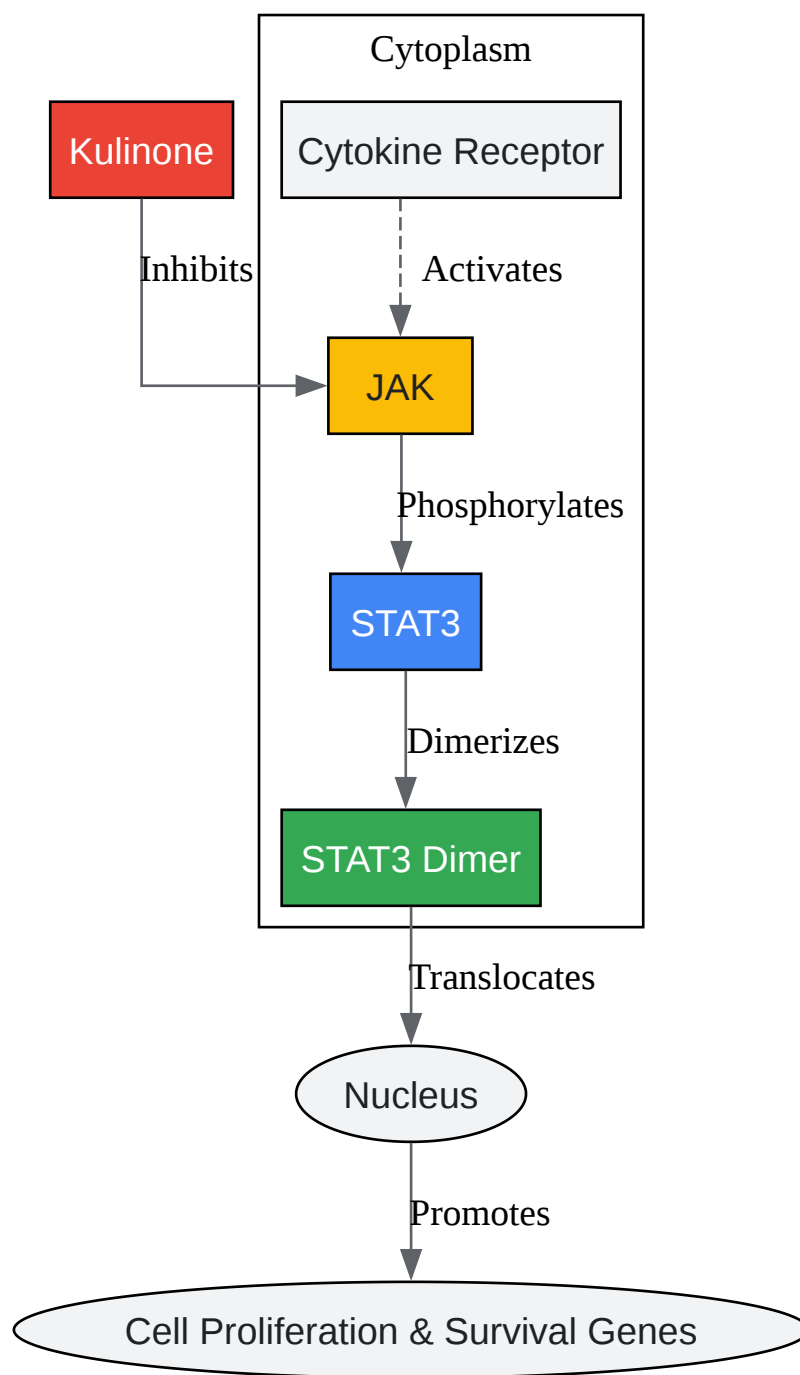 Cytoplasm
Kulinone
Cytokine Receptor
Inhibits
Activates
JAK
Phosphorylates
STAT3
Dimerizes
STAT3 Dimer
Translocates
Nucleus
Promotes
Cell Proliferation & Survival Genes